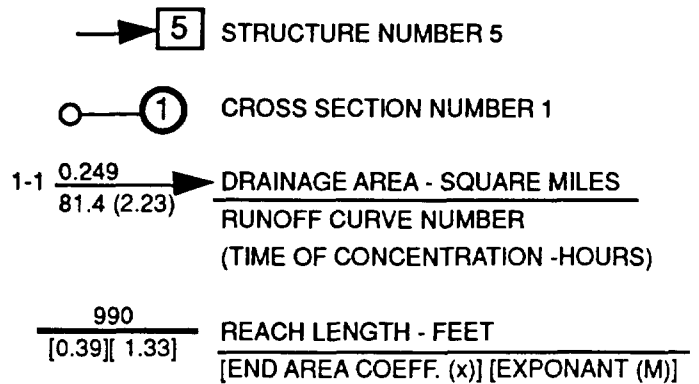 5 STRUCTURE NUMBER 5
1 CROSS SECTION NUMBER 1
1-1 0.249 DRAINAGE AREA - SQUARE MILES
81.4 (2.23) RUNOFF CURVE NUMBER
(TIME OF CONCENTRATION -HOURS)
990 REACH LENGTH - FEET
[0.39][ 1.33] [END AREA COEFF. (x)] [EXPONANT (M)]